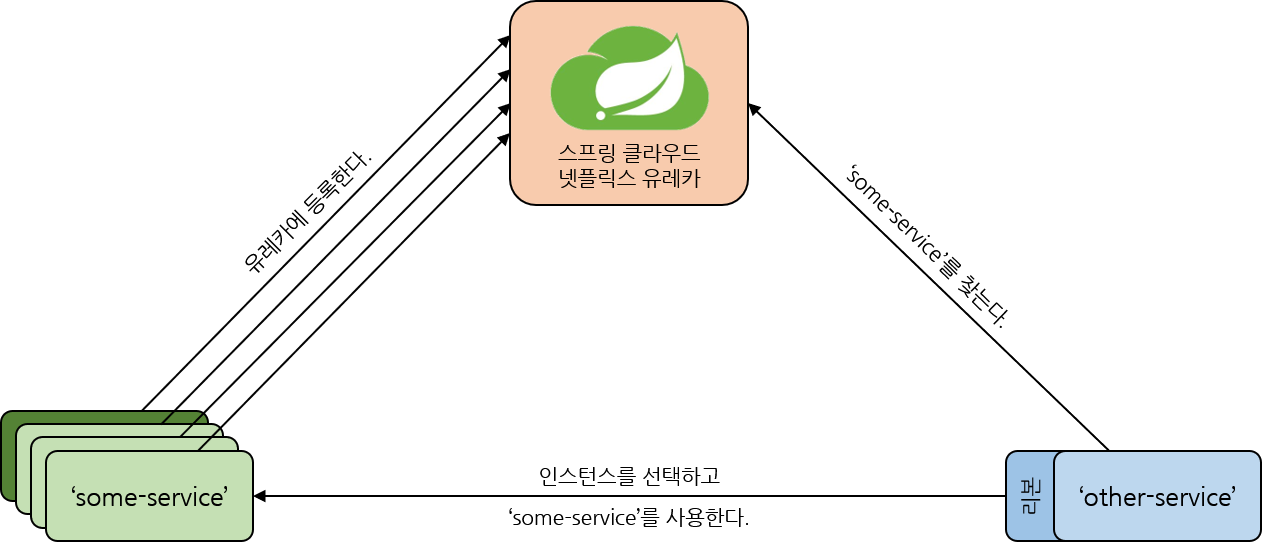 스프링 클라우드
넷플릭스 유레카
유레카에 등록한다.
‘some-service’를 찾는다.
인스턴스를 선택하고
‘some-service’를 사용한다.
‘some-service’
리본
‘other-service’